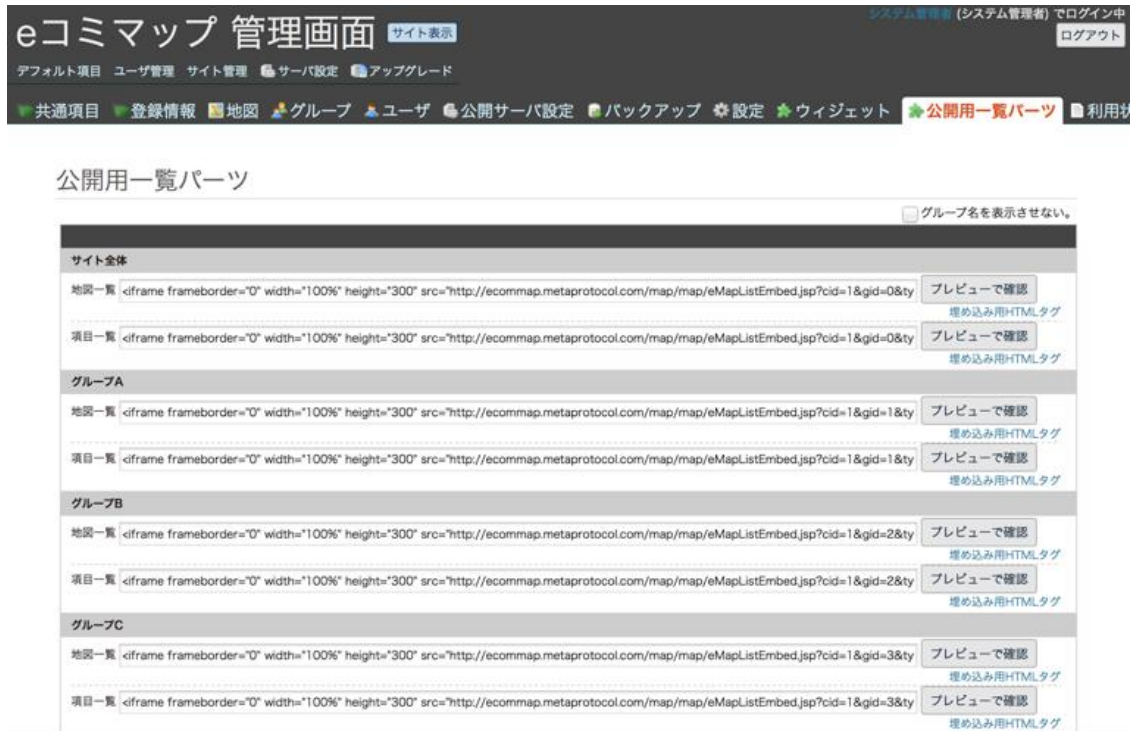 eコミマップ 管理画面 サイト表示
システム管理者 (システム管理者) でログイン中
ログアウト
デフォルト項目 ユーザ管理 サイト管理 サーバ設定 アップグレード
共通項目 登録情報 地図 グループ ユーザ 公開サーバ設定 バックアップ 設定 ウィジェット 公開用一覧パーツ 利用状
公開用一覧パーツ
グループ名を表示させない。
サイト全体
地図一覧 <iframe frameborder="0" width="100%" height="300" src="http://ecommap.metaprotocol.com/map/map/eMapListEmbed.jsp?cid=1&gid=0&ty プレビューで確認
埋め込み用HTMLタグ
項目一覧 <iframe frameborder="0" width="100%" height="300" src="http://ecommap.metaprotocol.com/map/map/eMapListEmbed.jsp?cid=1&gid=0&ty プレビューで確認
埋め込み用HTMLタグ
グループA
地図一覧 <iframe frameborder="0" width="100%" height="300" src="http://ecommap.metaprotocol.com/map/map/eMapListEmbed.jsp?cid=1&gid=1&ty プレビューで確認
埋め込み用HTMLタグ
項目一覧 <iframe frameborder="0" width="100%" height="300" src="http://ecommap.metaprotocol.com/map/map/eMapListEmbed.jsp?cid=1&gid=1&ty プレビューで確認
埋め込み用HTMLタグ
グループB
地図一覧 <iframe frameborder="0" width="100%" height="300" src="http://ecommap.metaprotocol.com/map/map/eMapListEmbed.jsp?cid=1&gid=2&ty プレビューで確認
埋め込み用HTMLタグ
項目一覧 <iframe frameborder="0" width="100%" height="300" src="http://ecommap.metaprotocol.com/map/map/eMapListEmbed.jsp?cid=1&gid=2&ty プレビューで確認
埋め込み用HTMLタグ
グループC
地図一覧 <iframe frameborder="0" width="100%" height="300" src="http://ecommap.metaprotocol.com/map/map/eMapListEmbed.jsp?cid=1&gid=3&ty プレビューで確認
埋め込み用HTMLタグ
項目一覧 <iframe frameborder="0" width="100%" height="300" src="http://ecommap.metaprotocol.com/map/map/eMapListEmbed.jsp?cid=1&gid=3&ty プレビューで確認
埋め込み用HTMLタグ